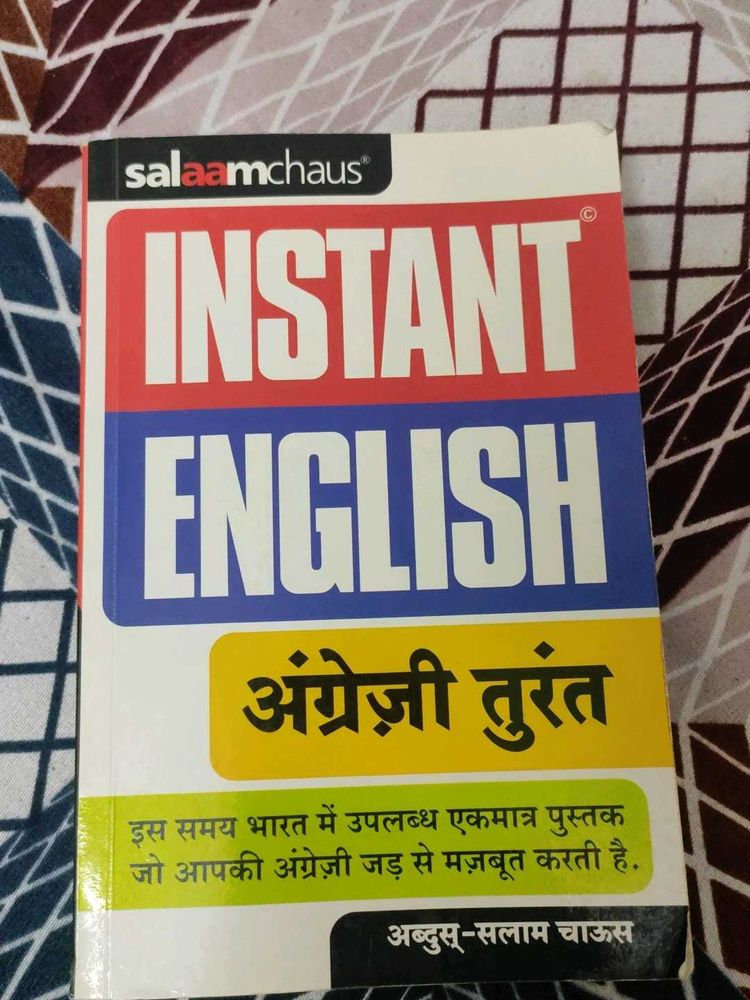 salaamchaus®
INSTANT©
ENGLISH
अंग्रेज़ी तुरंत
इस समय भारत में उपलब्ध एकमात्र पुस्तक
जो आपकी अंग्रेज़ी जड़ से मज़बूत करती है.
अब्दुस्-सलाम चाऊस